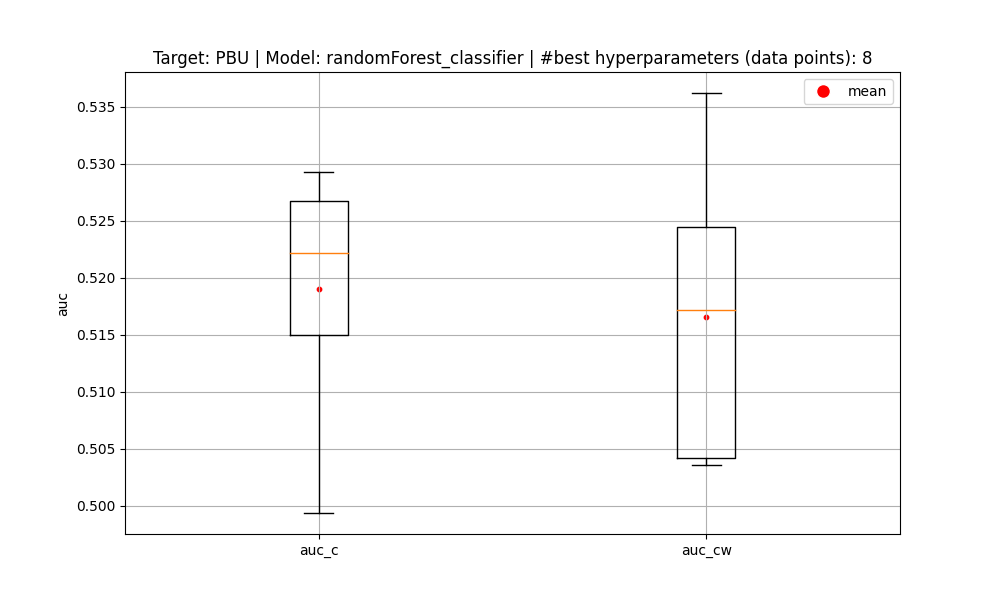 Target: PBU | Model: randomForest_classifier | #best hyperparameters (data points): 8
mean
0.535
0.530
0.525
0.520
0.515
0.510
0.505
0.500
auc
auc_c
auc_cw